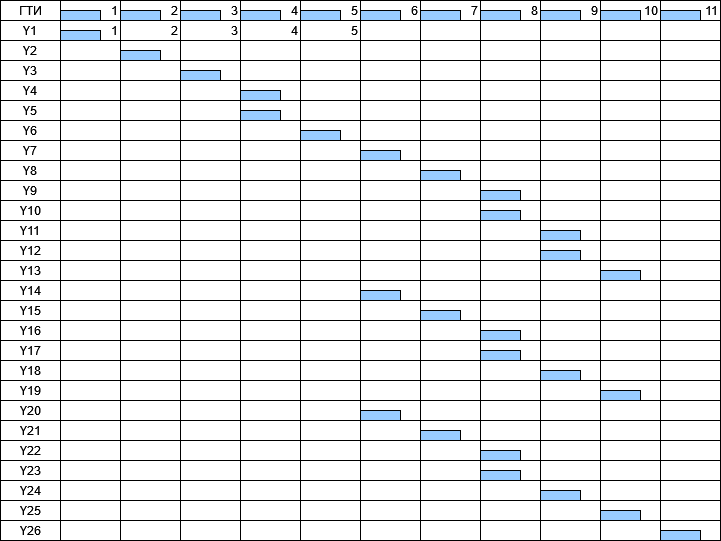 ГТИ 1 2 3 4 5 6 7 8 9 10 11
Y1 1 2 3 4 5
Y2
Y3
Y4
Y5
Y6
Y7
Y8
Y9
Y10
Y11
Y12
Y13
Y14
Y15
Y16
Y17
Y18
Y19
Y20
Y21
Y22
Y23
Y24
Y25
Y26